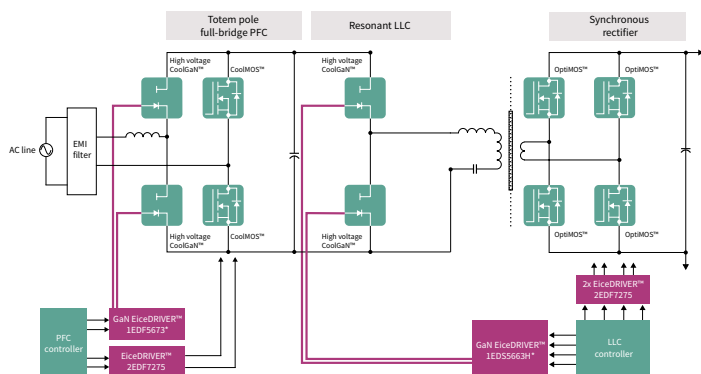 Totem pole
full-bridge PFC
Resonant LLC
Synchronous
rectifier
High voltage
CoolGaN™
CoolMOS™
High voltage
CoolGaN™
OptiMOS™
OptiMOS™
AC line
EMI
filter
High voltage
CoolGaN™
CoolMOS™
High voltage
CoolGaN™
OptiMOS™
OptiMOS™
2x EiceDRIVER™
2EDF7275
PFC
controller
GaN EiceDRIVER™
1EDF5673*
EiceDRIVER™
2EDF7275
GaN EiceDRIVER™
1EDS5663H*
LLC
controller